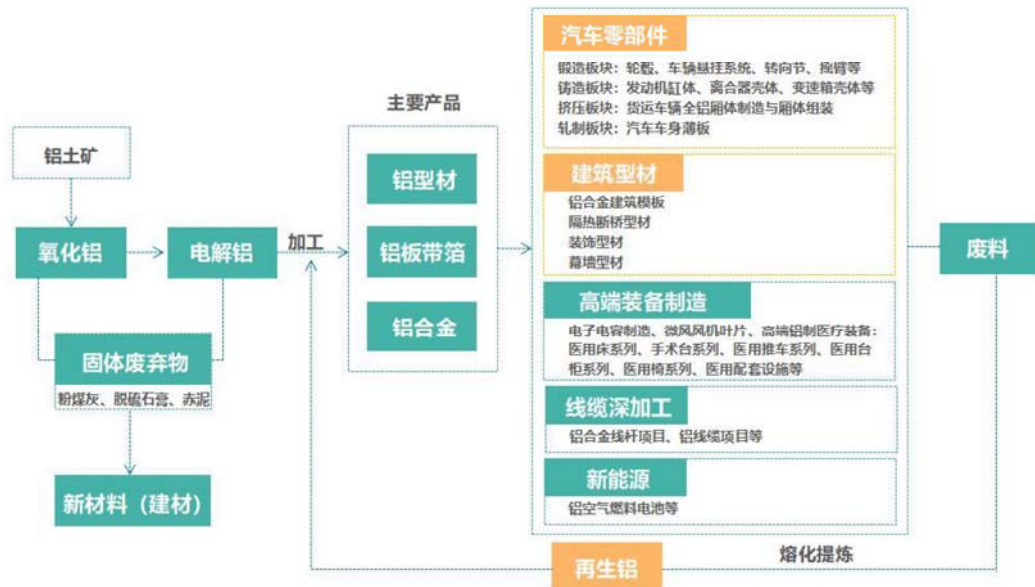 铝土矿
氧化铝
电解铝
加工
固体废弃物
粉煤灰、脱硫石膏、赤泥
新材料（建材）
主要产品
铝型材
铝板带箔
铝合金
汽车零部件
锻造板块：轮毂、车辆悬挂系统、转向节、拖臂等
铸造板块：发动机缸体、离合器壳体、变速箱壳体等
挤压板块：货运车辆全铝厢体制造与厢体组装
轧制板块：汽车车身薄板
建筑型材
铝合金建筑模板
隔热断桥型材
装饰型材
幕墙型材
高端装备制造
电子电容制造、微风风机叶片、高端铝制医疗装备：
医用床系列、手术台系列、医用推车系列、医用台
柜系列、医用椅系列、医用配套设施等
线缆深加工
铝合金线杆项目、铝线缆项目等
新能源
铝空气燃料电池等
废料
熔化提炼
再生铝